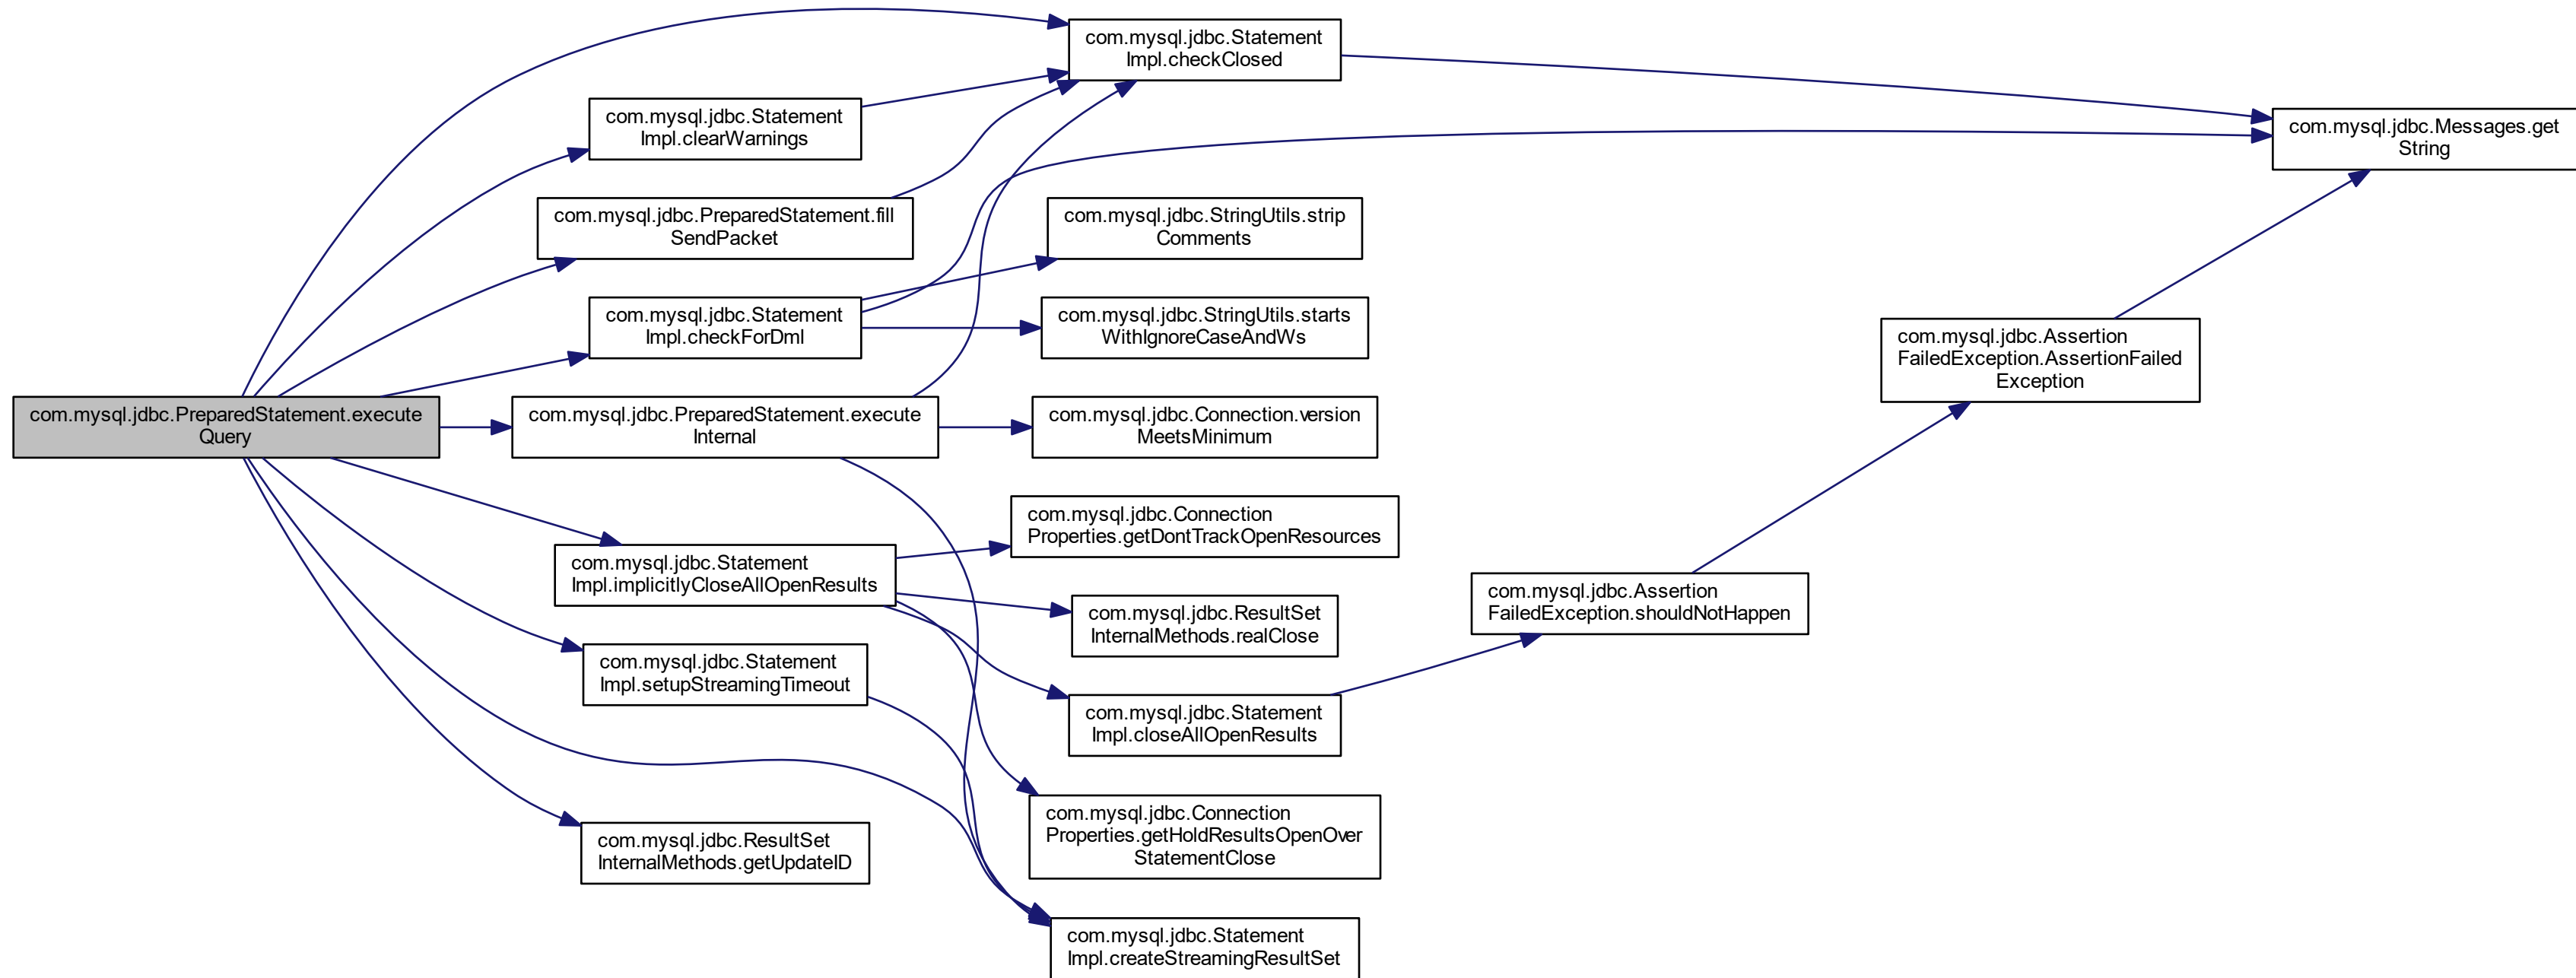 com.mysql.jdbc.Statement
Impl.checkClosed
com.mysql.jdbc.Statement
Impl.clearWarnings
com.mysql.jdbc.Messages.get
String
com.mysql.jdbc.PreparedStatement.fill
SendPacket
com.mysql.jdbc.StringUtils.strip
Comments
com.mysql.jdbc.Statement
Impl.checkForDml
com.mysql.jdbc.StringUtils.starts
WithIgnoreCaseAndWs
com.mysql.jdbc.Assertion
FailedException.AssertionFailed
Exception
com.mysql.jdbc.PreparedStatement.execute
Query
com.mysql.jdbc.PreparedStatement.execute
Internal
com.mysql.jdbc.Connection.version
MeetsMinimum
com.mysql.jdbc.Connection
Properties.getDontTrackOpenResources
com.mysql.jdbc.Statement
Impl.implicitlyCloseAllOpenResults
com.mysql.jdbc.ResultSet
InternalMethods.realClose
com.mysql.jdbc.Assertion
FailedException.shouldNotHappen
com.mysql.jdbc.Statement
Impl.setupStreamingTimeout
com.mysql.jdbc.Statement
Impl.closeAllOpenResults
com.mysql.jdbc.Connection
Properties.getHoldResultsOpenOver
StatementClose
com.mysql.jdbc.ResultSet
InternalMethods.getUpdateID
com.mysql.jdbc.Statement
Impl.createStreamingResultSet